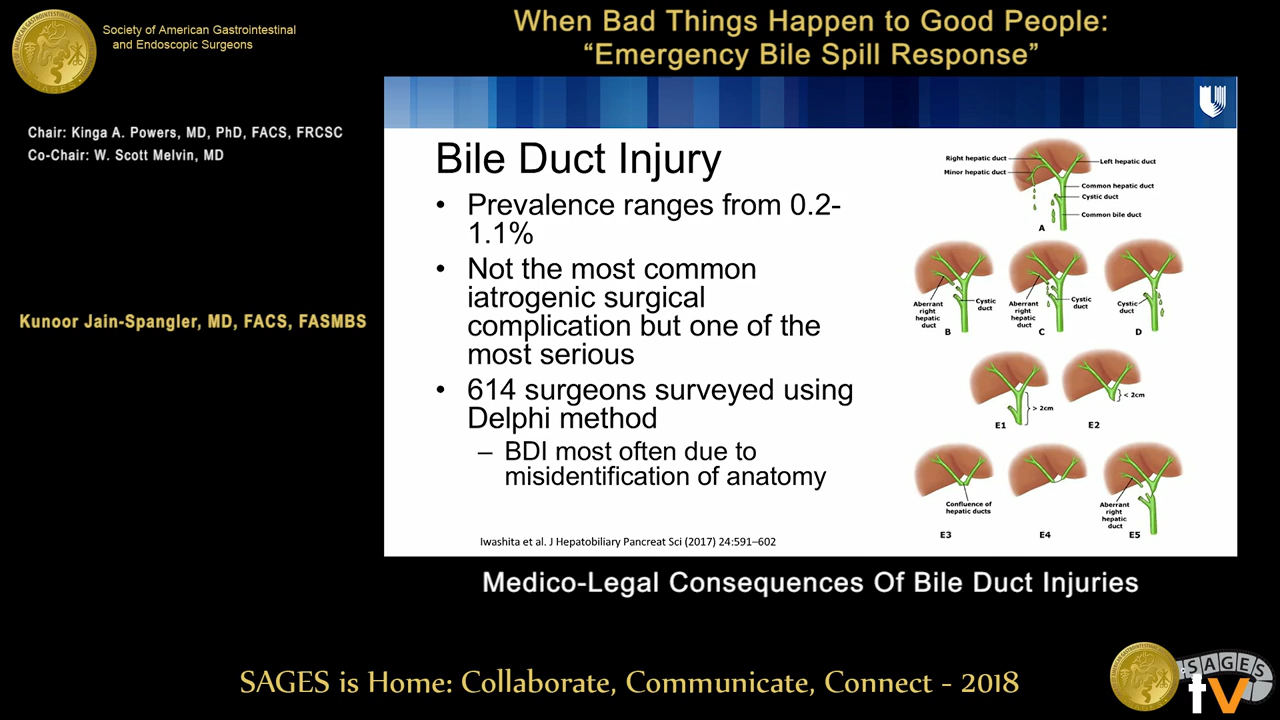 Society of American Gastrointestinal
and Endoscopic Surgeons
When Bad Things Happen to Good People:
“Emergency Bile Spill Response”
Chair: Kinga A. Powers, MD, PhD, FACS, FRCSC
Co-Chair: W. Scott Melvin, MD
Kunoor Jain-Spangler, MD, FACS, FASMBS
Bile Duct Injury
• Prevalence ranges from 0.2-
1.1%
• Not the most common
iatrogenic surgical
complication but one of the
most serious
• 614 surgeons surveyed using
Delphi method
– BDI most often due to
misidentification of anatomy
Iwashita et al. J Hepatobiliary Pancreat Sci (2017) 24:591–602
Right hepatic duct
Minor hepatic duct
Left hepatic duct
Common hepatic duct
Cystic duct
Common bile duct
A
Aberrant
right
hepatic
duct
Cystic
duct
B
Aberrant
right
hepatic
duct
Cystic
duct
C
Cystic
duct
D
> 2cm
E1
< 2cm
E2
Confluence of
hepatic ducts
E3
E4
Aberrant
right
hepatic
duct
E5
Medico-Legal Consequences Of Bile Duct Injuries
SAGES is Home: Collaborate, Communicate, Connect - 2018
SAGES
tv